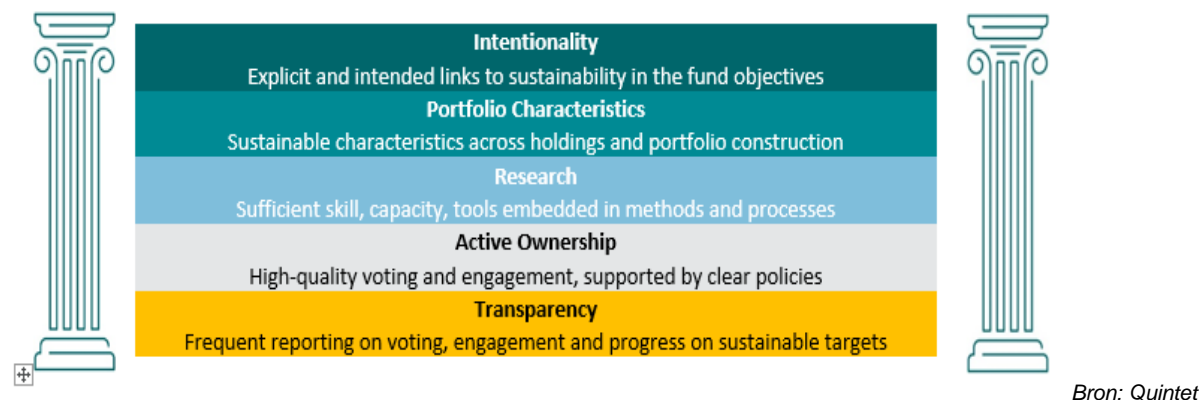 Intentionality
Explicit and intended links to sustainability in the fund objectives
Portfolio Characteristics
Sustainable characteristics across holdings and portfolio construction
Research
Sufficient skill, capacity, tools embedded in methods and processes
Active Ownership
High-quality voting and engagement, supported by clear policies
Transparency
Frequent reporting on voting, engagement and progress on sustainable targets
Bron: Quintet